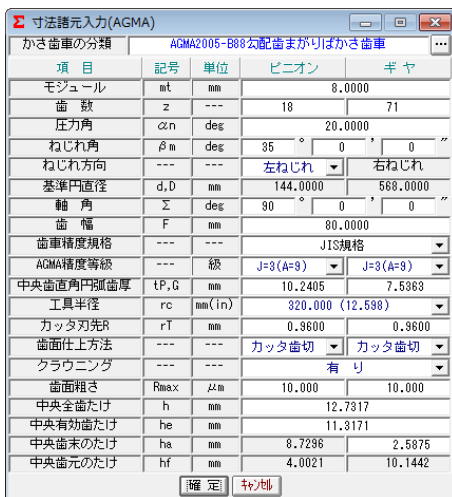 Σ 寸法諸元入力(AGMA)
かさ歯車の分類 AGMA2005-B88勾配歯まがりばかさ歯車 ...
項 目 記号 単位 ピニオン ギ ヤ
モジュール mt mm 8.0000
歯 数 z --- 18 71
圧力角 αn deg 20.0000
ねじれ角 βm deg 35 ° 0 ' 0 ″
ねじれ方向 --- --- 左ねじれ 右ねじれ
基準円直径 d,D mm 144.0000 568.0000
軸 角 Σ deg 90 ° 0 ' 0 ″
歯 幅 F mm 80.0000
歯車精度規格 --- --- JIS規格
AGMA精度等級 --- 級 J=3(A=9) J=3(A=9)
中央歯直角円弧歯厚 tP,G mm 10.2405 7.5363
工具半径 rc mm(in) 320.000 (12.598)
カッタ刃先R rT mm 0.9600 0.9600
歯面仕上方法 --- --- カッタ歯切 カッタ歯切
クラウニング --- --- 有 り
歯面粗さ Rmax μm 10.000 10.000
中央全歯たけ h mm 12.7317
中央有効歯たけ he mm 11.3171
中央歯末のたけ ha mm 8.7296 2.5875
中央歯元のたけ hf mm 4.0021 10.1442
確 定 ｷｬﾝｾﾙ